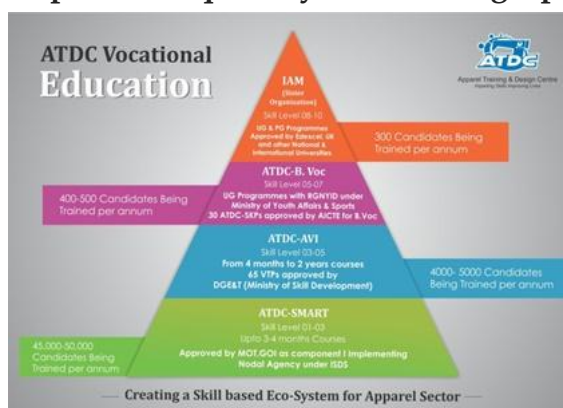 ATDC Vocational
Education
ATDC
Apparel Training & Design Centre
Imparting Skills Improving Lives
IAM
(Sister
Organisation)
Skill Level 08-10
UG & PG Programmes
Approved by Edexcel, UK
and other National &
International Universities
300 Candidates Being
Trained per annum
ATDC-B. Voc
Skill Level 05-07
UG Programmes with RGNYID under
Ministry of Youth Affairs & Sports
30 ATDC-SKPs approved by AICTE for B.Voc
400-500 Candidates Being
Trained per annum
ATDC-AVI
Skill Level 03-05
From 4 months to 2 years courses
65 VTPs approved by
DGE&T (Ministry of Skill Development)
4000- 5000 Candidates
Being Trained per annum
ATDC-SMART
Skill Level 01-03
Upto 3-4 months Courses
Approved by MOT,GOI as component I Implementing
Nodal Agency under ISDS
45,000-50,000
Candidates Being
Trained per annum
Creating a Skill based Eco-System for Apparel Sector